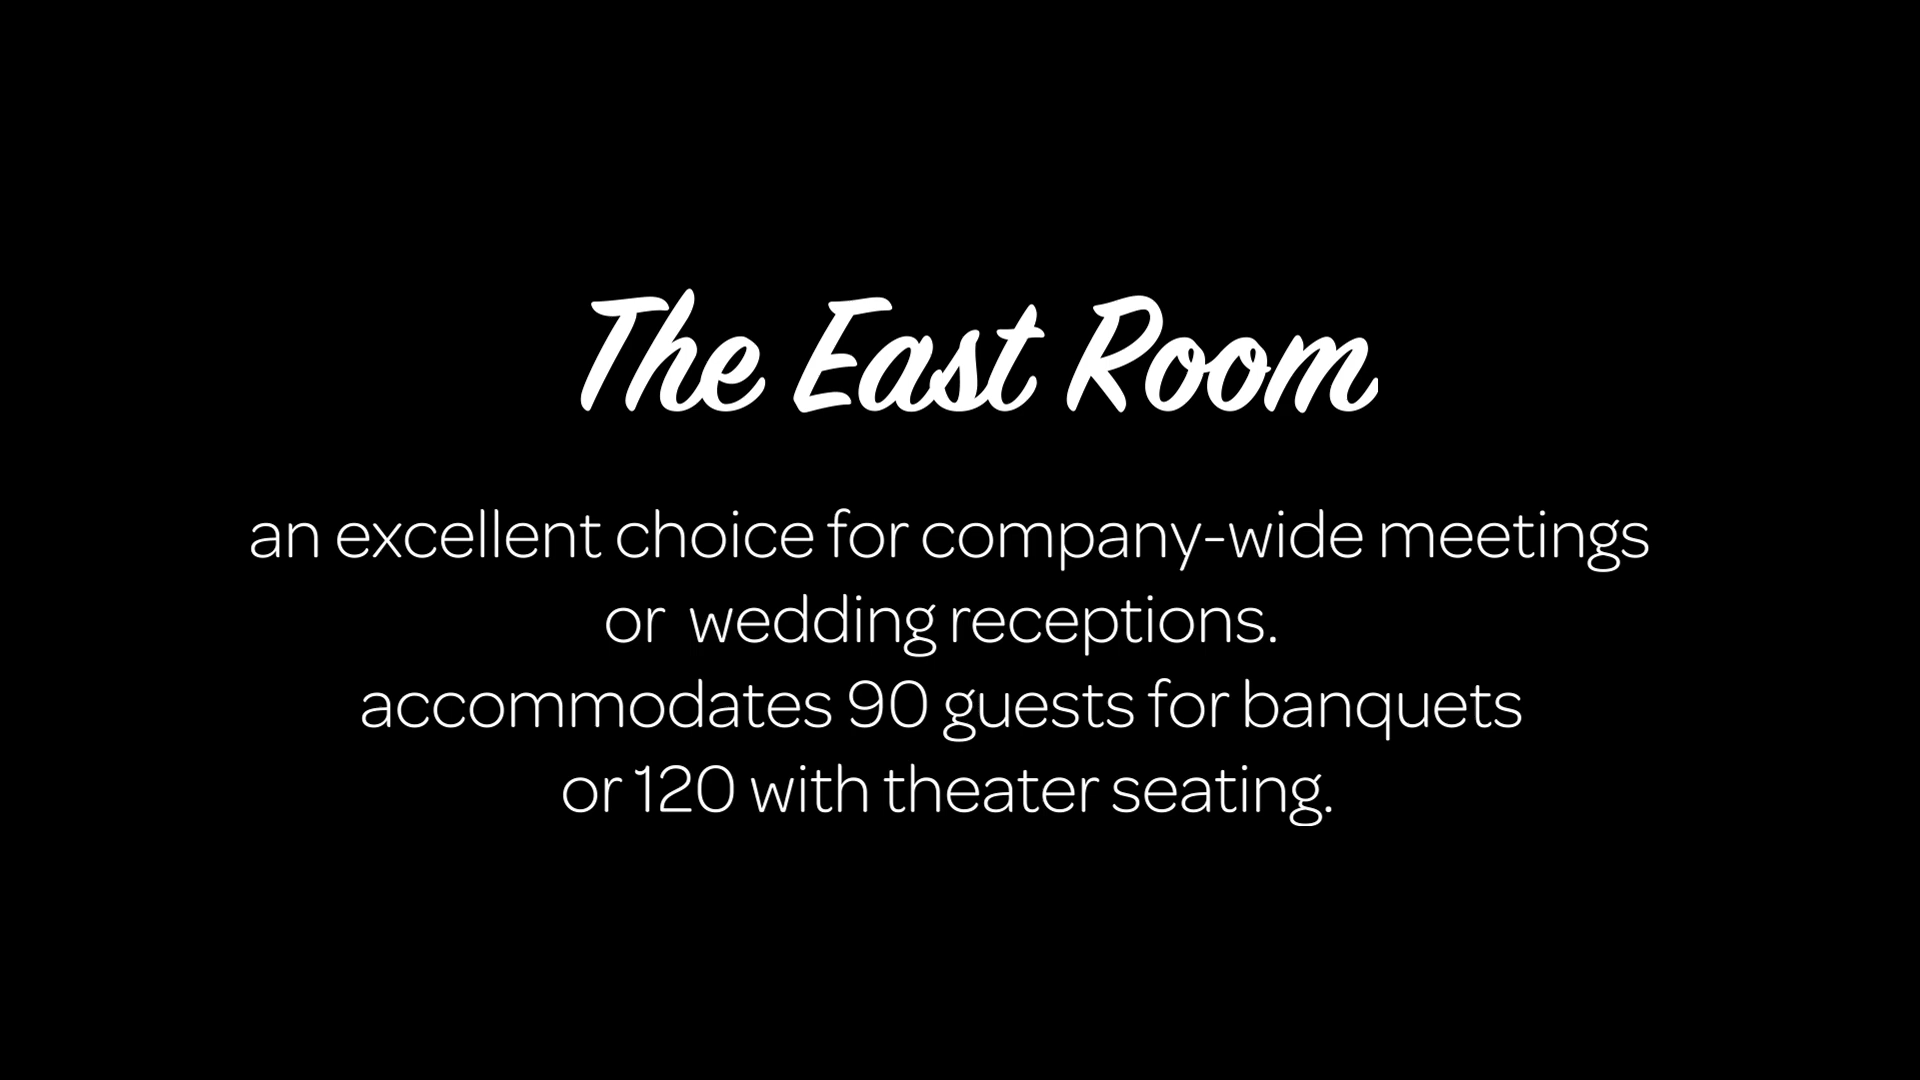 The East Room
an excellent choice for company-wide meetings
or  wedding receptions.
accommodates 90 guests for banquets
or 120 with theater seating.